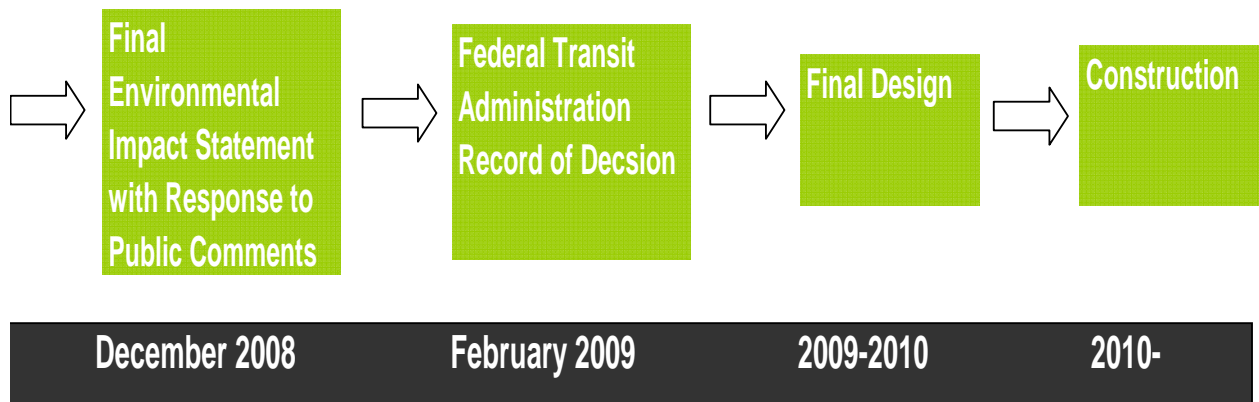 Final
Environmental
Impact Statement
with Response to
Public Comments
Federal Transit
Administration
Record of Decsion
Final Design
Construction
December 2008
February 2009
2009-2010
2010-